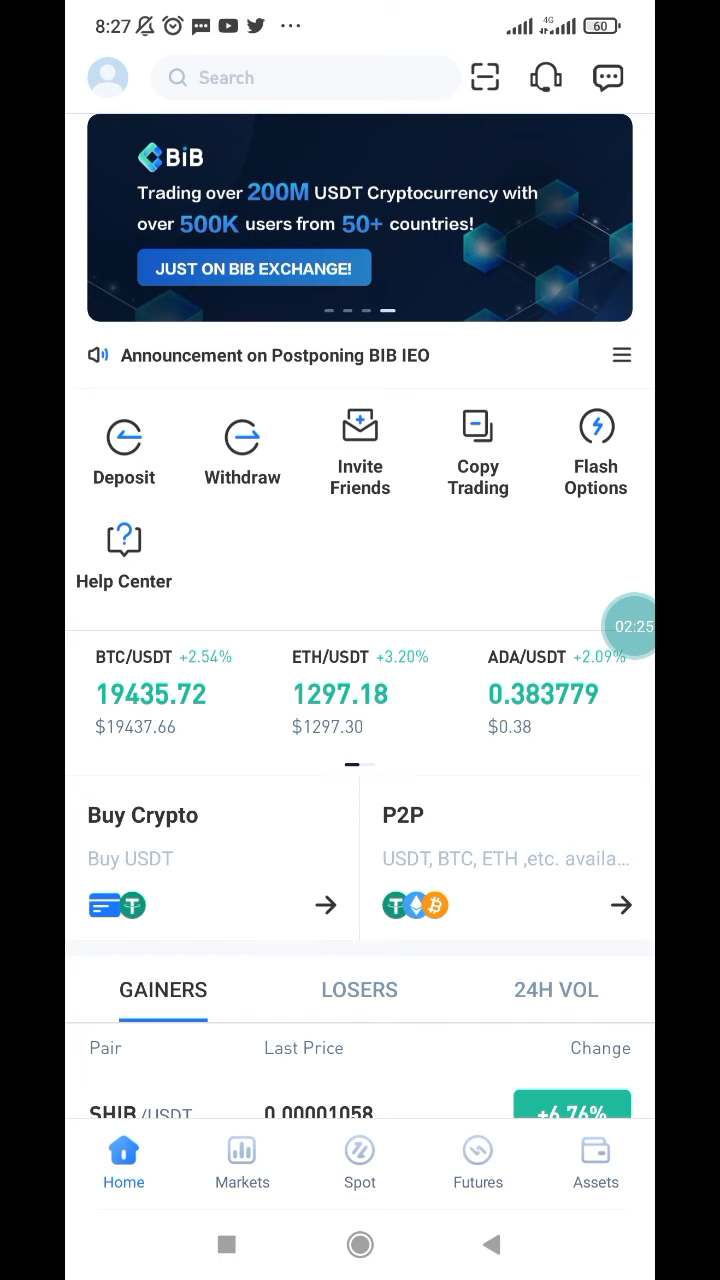 8:27
4G
60
Search
BiB
Trading over 200M USDT Cryptocurrency with
over 500K users from 50+ countries!
JUST ON BIB EXCHANGE!
Announcement on Postponing BIB IEO
Deposit
Withdraw
Invite
Friends
Copy
Trading
Flash
Options
Help Center
02:25
BTC/USDT +2.54%
19435.72
$19437.66
ETH/USDT +3.20%
1297.18
$1297.30
ADA/USDT +2.09%
0.383779
$0.38
Buy Crypto
Buy USDT
P2P
USDT, BTC, ETH ,etc. availa...
GAINERS LOSERS 24H VOL
Pair Last Price Change
SHIB /USDT 0.00001058 +6.76%
Home Markets Spot Futures Assets